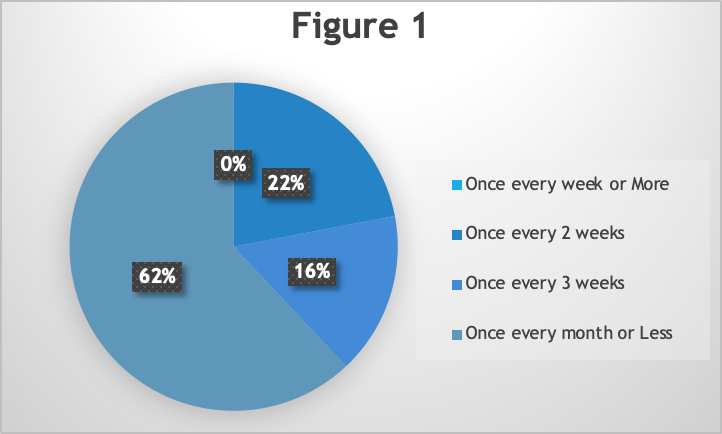 Figure 1
0%
22%
16%
62%
Once every week or More
Once every 2 weeks
Once every 3 weeks
Once every month or Less